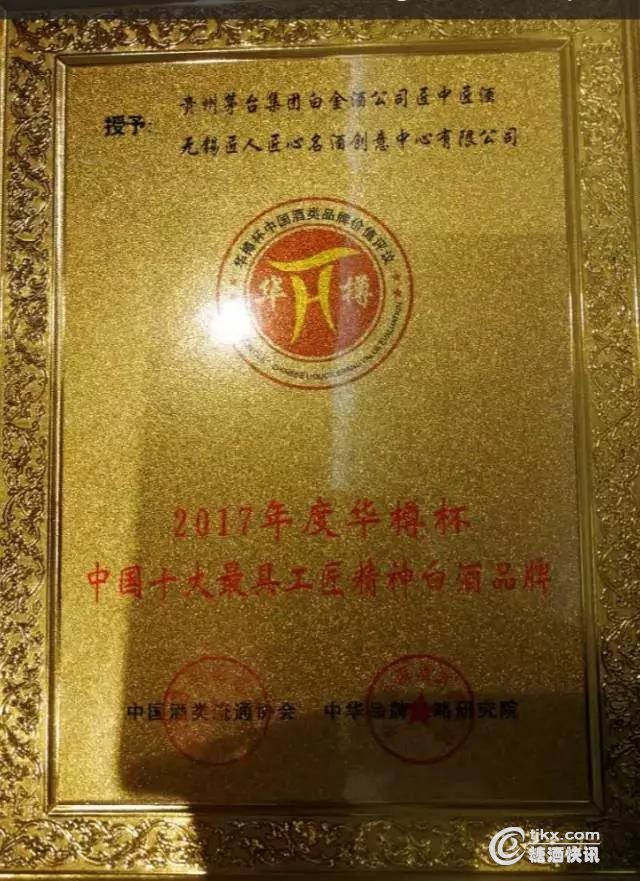 贵州茅台集团白金酒公司匠中匠酒
授予:
无锡匠人匠心名酒创意中心有限公司
华樽杯中国酒类品牌价值评议
华樽
2017年度华樽杯
中国十大最具工匠精神白酒品牌
中国酒类流通协会 中华品牌战略研究院
tjkx.com
糖酒快讯